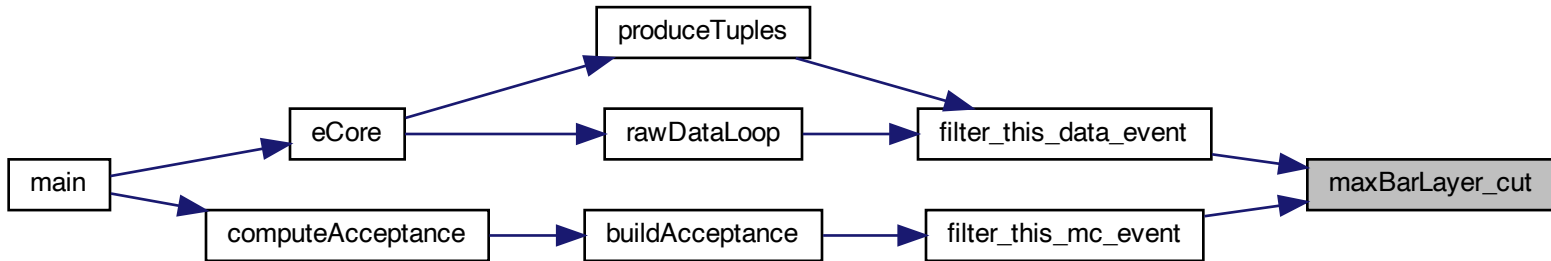 produceTuples
eCore
rawDataLoop
filter_this_data_event
main
maxBarLayer_cut
computeAcceptance
buildAcceptance
filter_this_mc_event